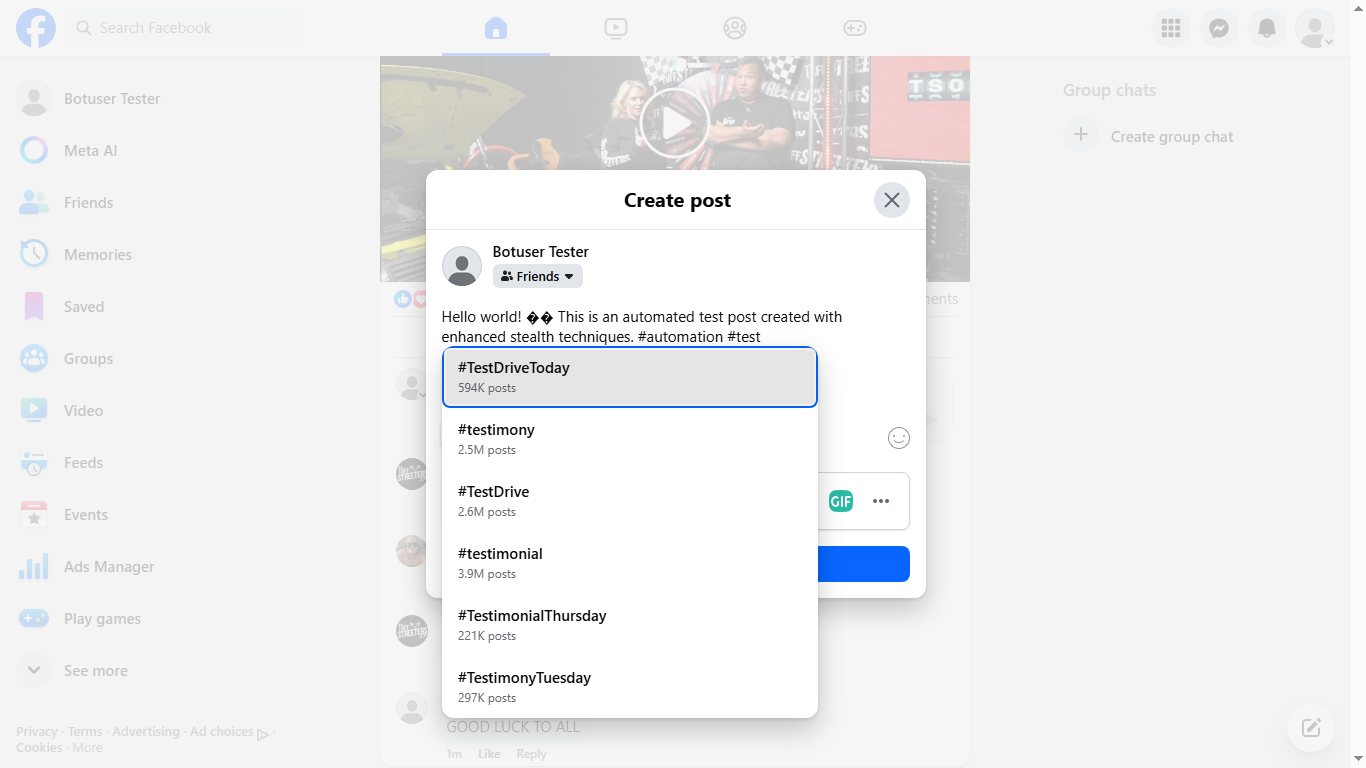 Search Facebook
Botuser Tester
Meta AI
Friends
Memories
Saved
Groups
Video
Feeds
Events
Ads Manager
Play games
See more
Privacy · Terms · Advertising · Ad choices ·
Cookies · More
TSO
Create post
Botuser Tester
Friends
Hello world! �� This is an automated test post created with
enhanced stealth techniques. #automation #test
#TestDriveToday
594K posts
#testimony
2.5M posts
#TestDrive
2.6M posts
#testimonial
3.9M posts
#TestimonialThursday
221K posts
#TestimonyTuesday
297K posts
GIF
GOOD LUCK TO ALL
1m Like Reply
Group chats
Create group chat